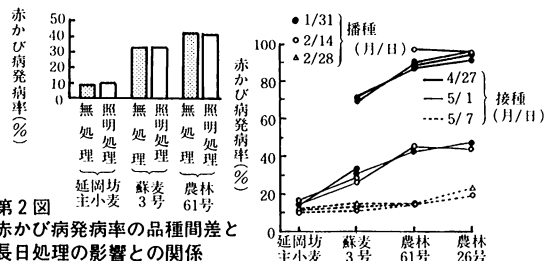 赤かび病発病率(%)
50
40
30
20
10
0
無処理
照明処理
無処理
照明処理
無処理
照明処理
延岡坊主小麦
蘇麦3号
農林61号
第2図
赤かび病発病率の品種間差と
長日処理の影響との関係
赤かび病発病率(%)
100
80
60
40
20
0
1/31
2/14
2/28
播種
(月/日)
4/27
5/1
5/7
接種
(月/日)
延岡坊主小麦
蘇麦3号
農林61号
農林26号